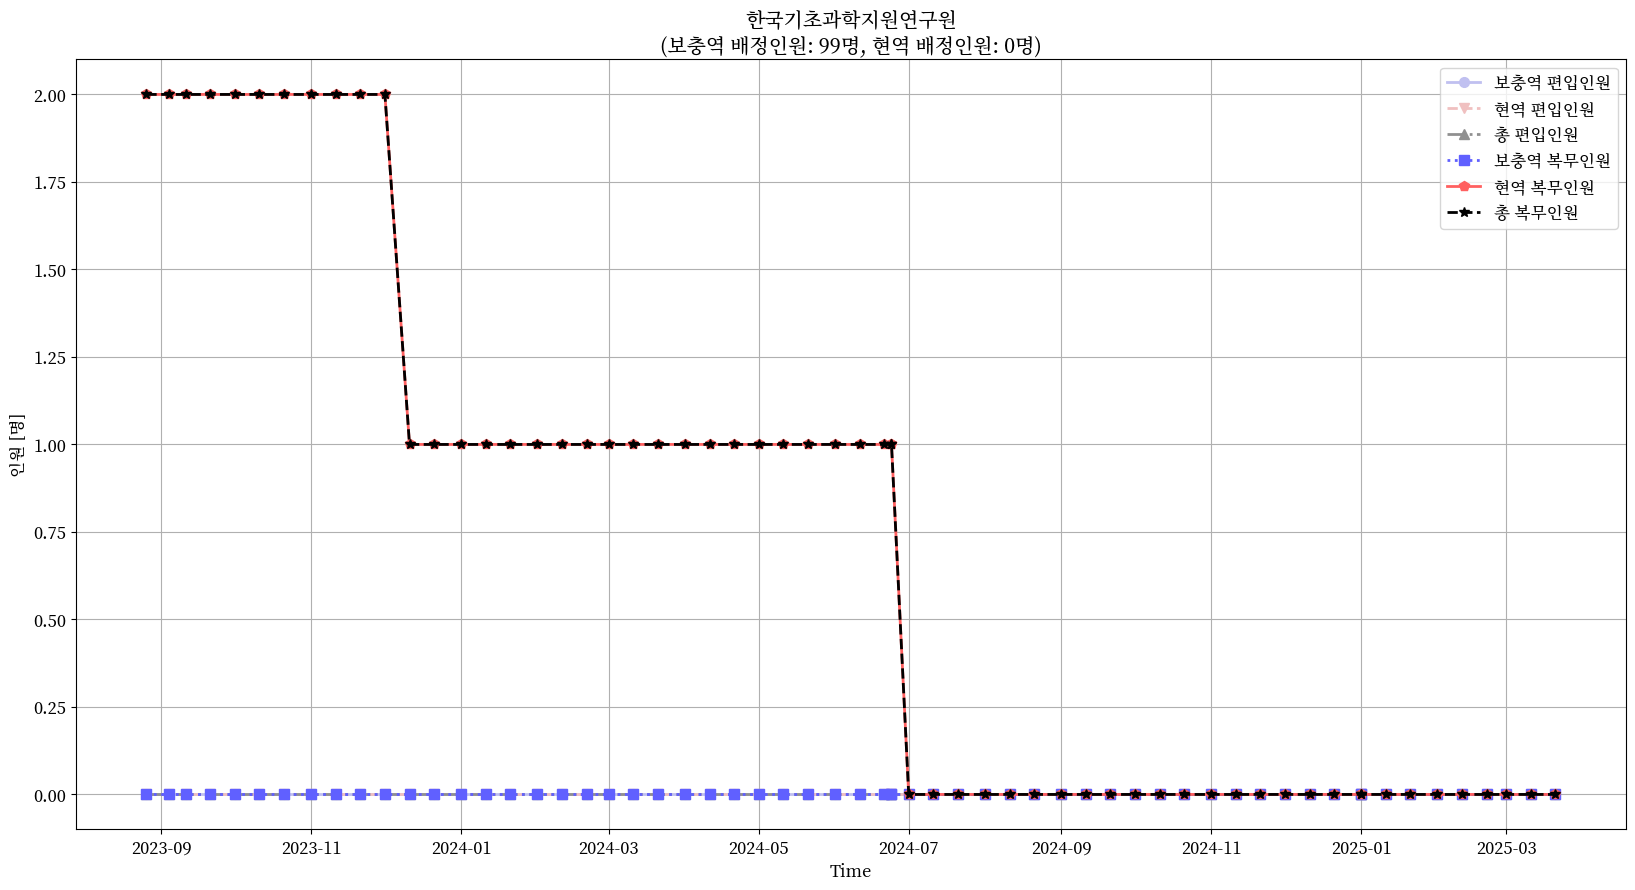 한국기초과학지원연구원
(보충역 배정인원: 99명, 현역 배정인원: 0명)
보충역 편입인원
현역 편입인원
총 편입인원
보충역 복무인원
현역 복무인원
총 복무인원
2.00
1.75
1.50
1.25
1.00
0.75
0.50
0.25
0.00
인원 [명]
2023-09
2023-11
2024-01
2024-03
2024-05
2024-07
2024-09
2024-11
2025-01
2025-03
Time